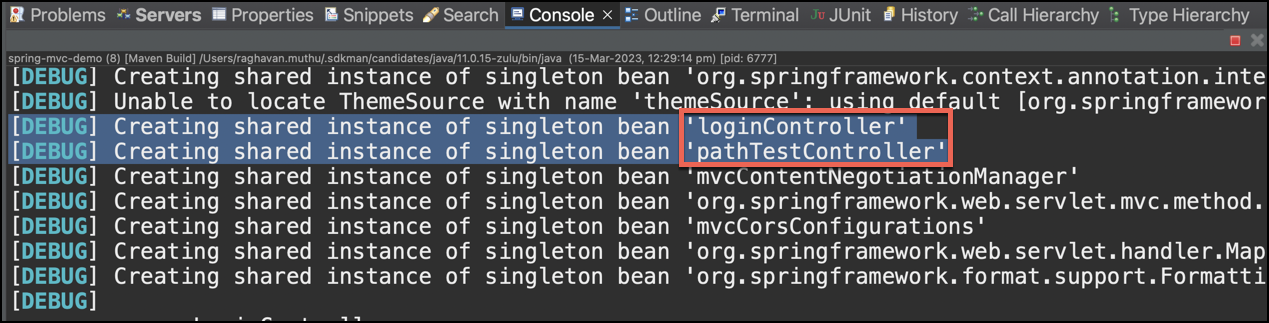 Problems Servers Properties Snippets Search Console Outline Terminal JUnit History Call Hierarchy Type Hierarchy
spring-mvc-demo (8) [Maven Build] /Users/raghavan.muthu/.sdkman/candidates/java/11.0.15-zulu/bin/java (15-Mar-2023, 12:29:14 pm) [pid: 6777]
[DEBUG] Creating shared instance of singleton bean 'org.springframework.context.annotation.inte
[DEBUG] Unable to locate ThemeSource with name 'themeSource': using default [org.springframewor
[DEBUG] Creating shared instance of singleton bean 'loginController'
[DEBUG] Creating shared instance of singleton bean 'pathTestController'
[DEBUG] Creating shared instance of singleton bean 'mvcContentNegotiationManager'
[DEBUG] Creating shared instance of singleton bean 'org.springframework.web.servlet.mvc.method.
[DEBUG] Creating shared instance of singleton bean 'mvcCorsConfigurations'
[DEBUG] Creating shared instance of singleton bean 'org.springframework.web.servlet.handler.Map
[DEBUG] Creating shared instance of singleton bean 'org.springframework.format.support.Formatti
[DEBUG]